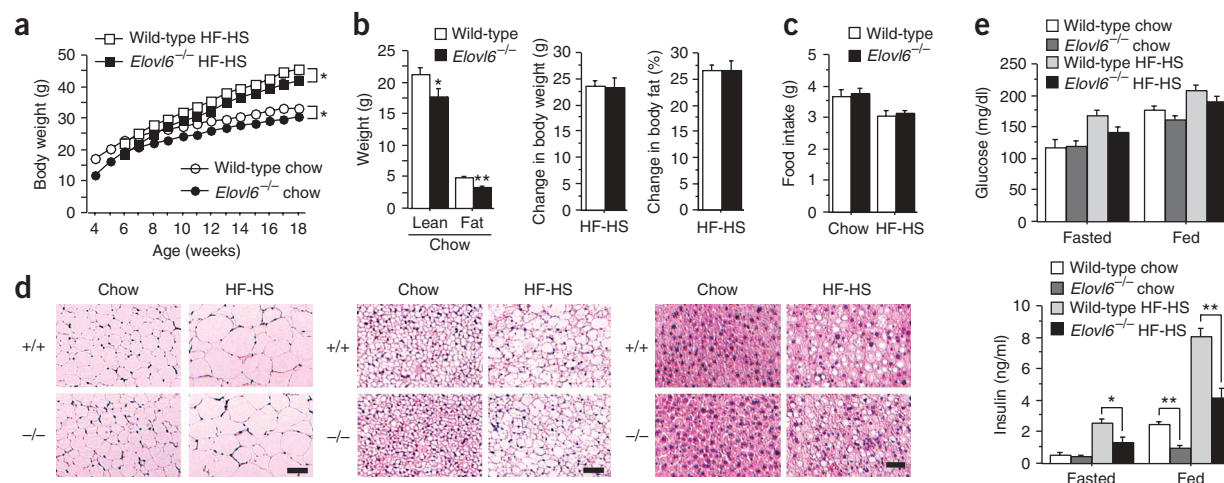 a
Wild-type HF-HS
Elovl6−/− HF-HS
Body weight (g)
50
40
30
20
10
0
*
*
Wild-type chow
Elovl6−/− chow
4 6 8 10 12 14 16 18
Age (weeks)
b
Wild-type
Elovl6−/−
Weight (g)
25
20
15
10
5
0
*
**
Lean Fat
Chow
Change in body weight (g)
30
25
20
15
10
5
0
HF-HS
Change in body fat (%)
30
25
20
15
10
5
0
HF-HS
c
Wild-type
Elovl6−/−
Food intake (g)
5
4
3
2
1
0
Chow HF-HS
d
Chow HF-HS Chow HF-HS Chow HF-HS
+/+ +/+ +/+
−/− −/− −/−
e
Wild-type chow
Elovl6−/− chow
Wild-type HF-HS
Elovl6−/− HF-HS
Glucose (mg/dl)
250
200
150
100
50
0
Fasted Fed
Wild-type chow
Elovl6−/− chow
Wild-type HF-HS
Elovl6−/− HF-HS
Insulin (ng/ml)
10
8
6
4
2
0
*
**
**
Fasted Fed